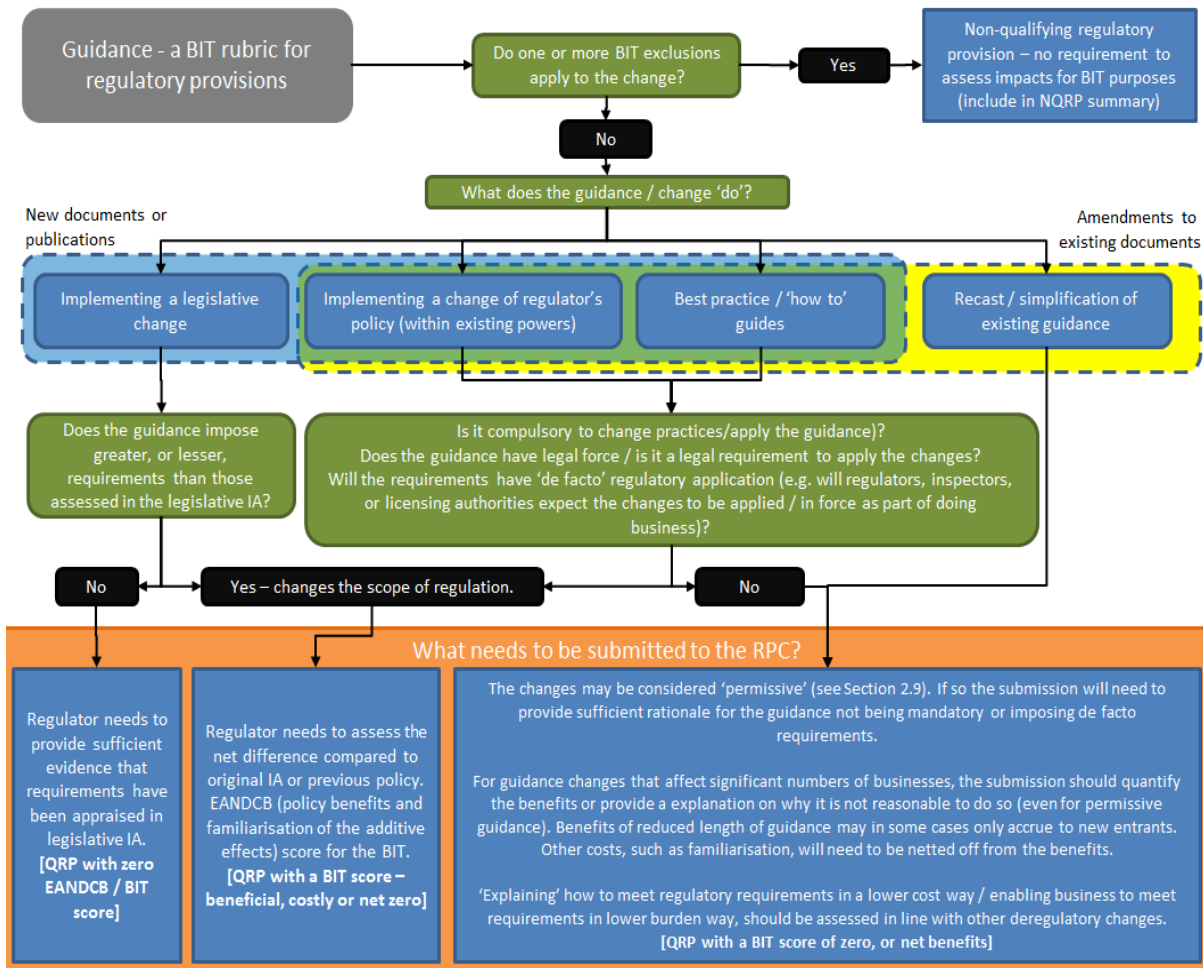 Guidance - a BIT rubric for
regulatory provisions
Do one or more BIT exclusions
apply to the change?
Yes
Non-qualifying regulatory
provision – no requirement to
assess impacts for BIT purposes
(include in NQRP summary)
No
What does the guidance / change ‘do’?
New documents or
publications
Amendments to
existing documents
Implementing a legislative
change
Implementing a change of regulator’s
policy (within existing powers)
Best practice / ‘how to’
guides
Recast / simplification of
existing guidance
Does the guidance impose
greater, or lesser,
requirements than those
assessed in the legislative IA?
Is it compulsory to change practices/apply the guidance)?
Does the guidance have legal force / is it a legal requirement to apply the changes?
Will the requirements have ‘de facto’ regulatory application (e.g. will regulators, inspectors,
or licensing authorities expect the changes to be applied / in force as part of doing
business)?
No
Yes – changes the scope of regulation.
No
What needs to be submitted to the RPC?
Regulator needs to
provide sufficient
evidence that
requirements have
been appraised in
legislative IA.
[QRP with zero
EANDCB / BIT
score]
Regulator needs to assess the
net difference compared to
original IA or previous policy.
EANDCB (policy benefits and
familiarisation of the additive
effects) score for the BIT.
[QRP with a BIT score –
beneficial, costly or net zero]
The changes may be considered ‘permissive’ (see Section 2.9). If so the submission will need to
provide sufficient rationale for the guidance not being mandatory or imposing de facto
requirements.
For guidance changes that affect significant numbers of businesses, the submission should quantify
the benefits or provide a explanation on why it is not reasonable to do so (even for permissive
guidance). Benefits of reduced length of guidance may in some cases only accrue to new entrants.
Other costs, such as familiarisation, will need to be netted off from the benefits.
‘Explaining’ how to meet regulatory requirements in a lower cost way / enabling business to meet
requirements in lower burden way, should be assessed in line with other deregulatory changes.
[QRP with a BIT score of zero, or net benefits]